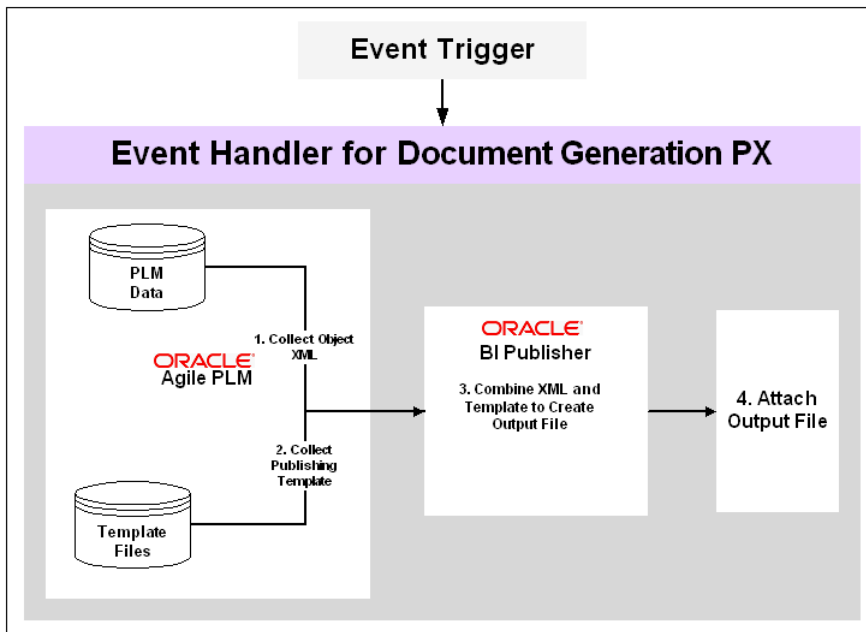 Event Trigger
Event Handler for Document Generation PX
PLM
Data
1. Collect Object
XML
ORACLE®
Agile PLM
2. Collect
Publishing
Template
Template
Files
ORACLE®
BI Publisher
3. Combine XML and
Template to Create
Output File
4. Attach
Output File